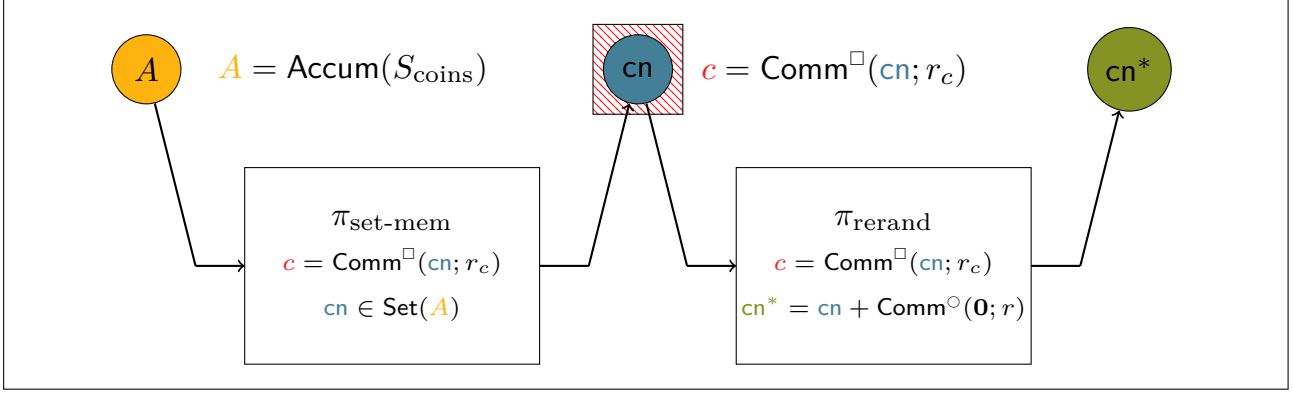 A
A = Accum(S_coins)
cn
c = Comm^□(cn; r_c)
cn*
π_set-mem
c = Comm^□(cn; r_c)
cn ∈ Set(A)
π_rerand
c = Comm^□(cn; r_c)
cn* = cn + Comm^○(0; r)